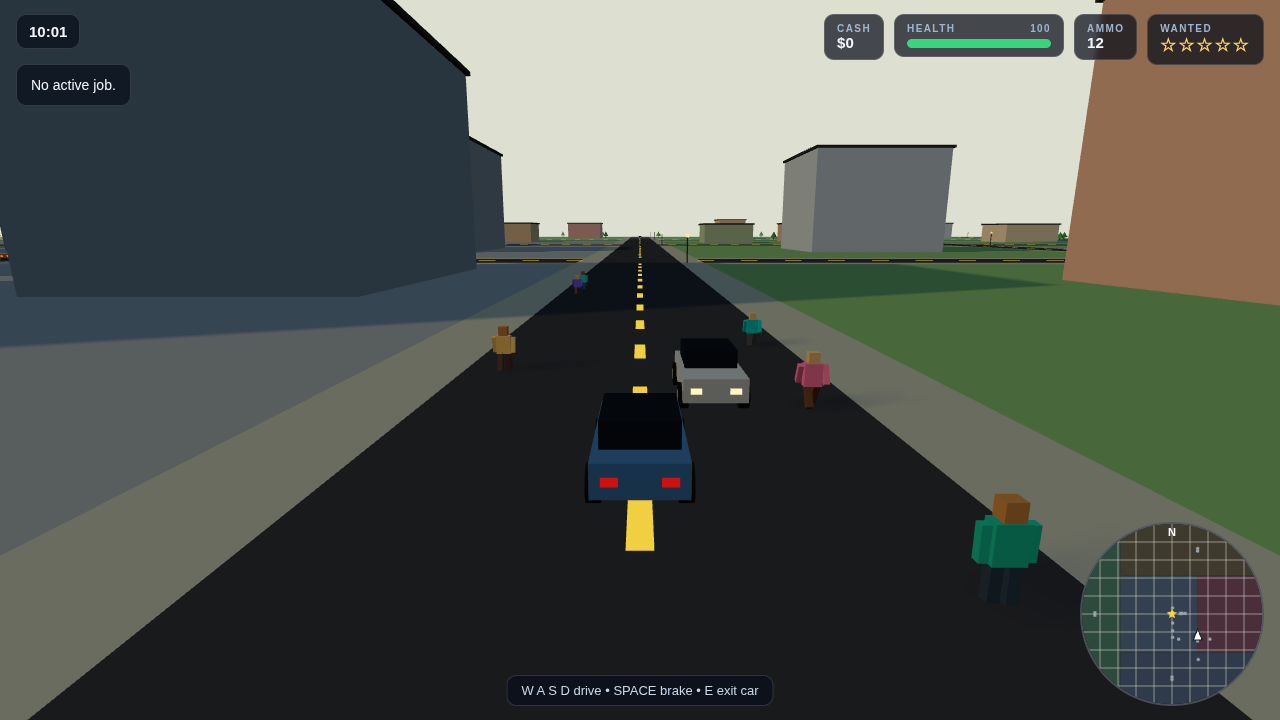 10:01
No active job.
CASH
$0
HEALTH 100
AMMO
12
WANTED
☆☆☆☆☆
N
W A S D drive • SPACE brake • E exit car